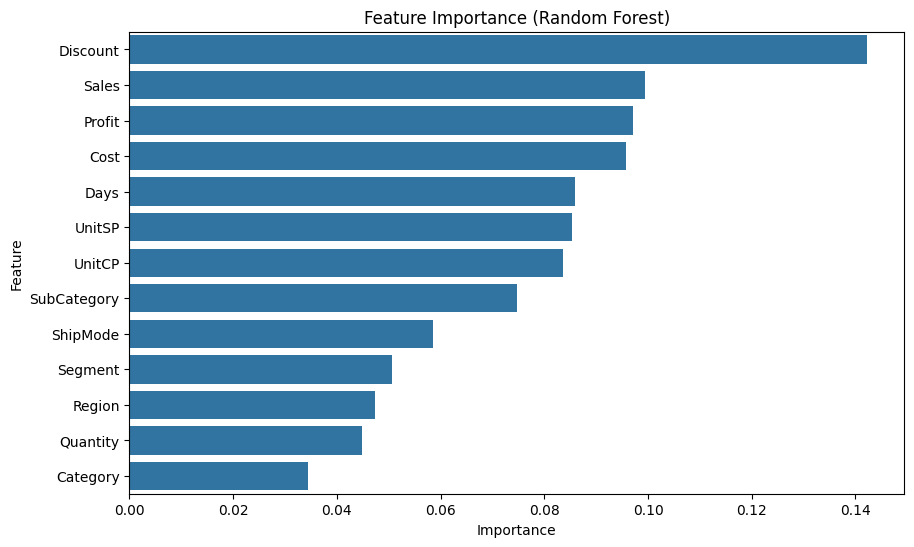 Feature Importance (Random Forest)
Discount
Sales
Profit
Cost
Days
UnitSP
UnitCP
SubCategory
ShipMode
Segment
Region
Quantity
Category
Feature
0.00 0.02 0.04 0.06 0.08 0.10 0.12 0.14
Importance